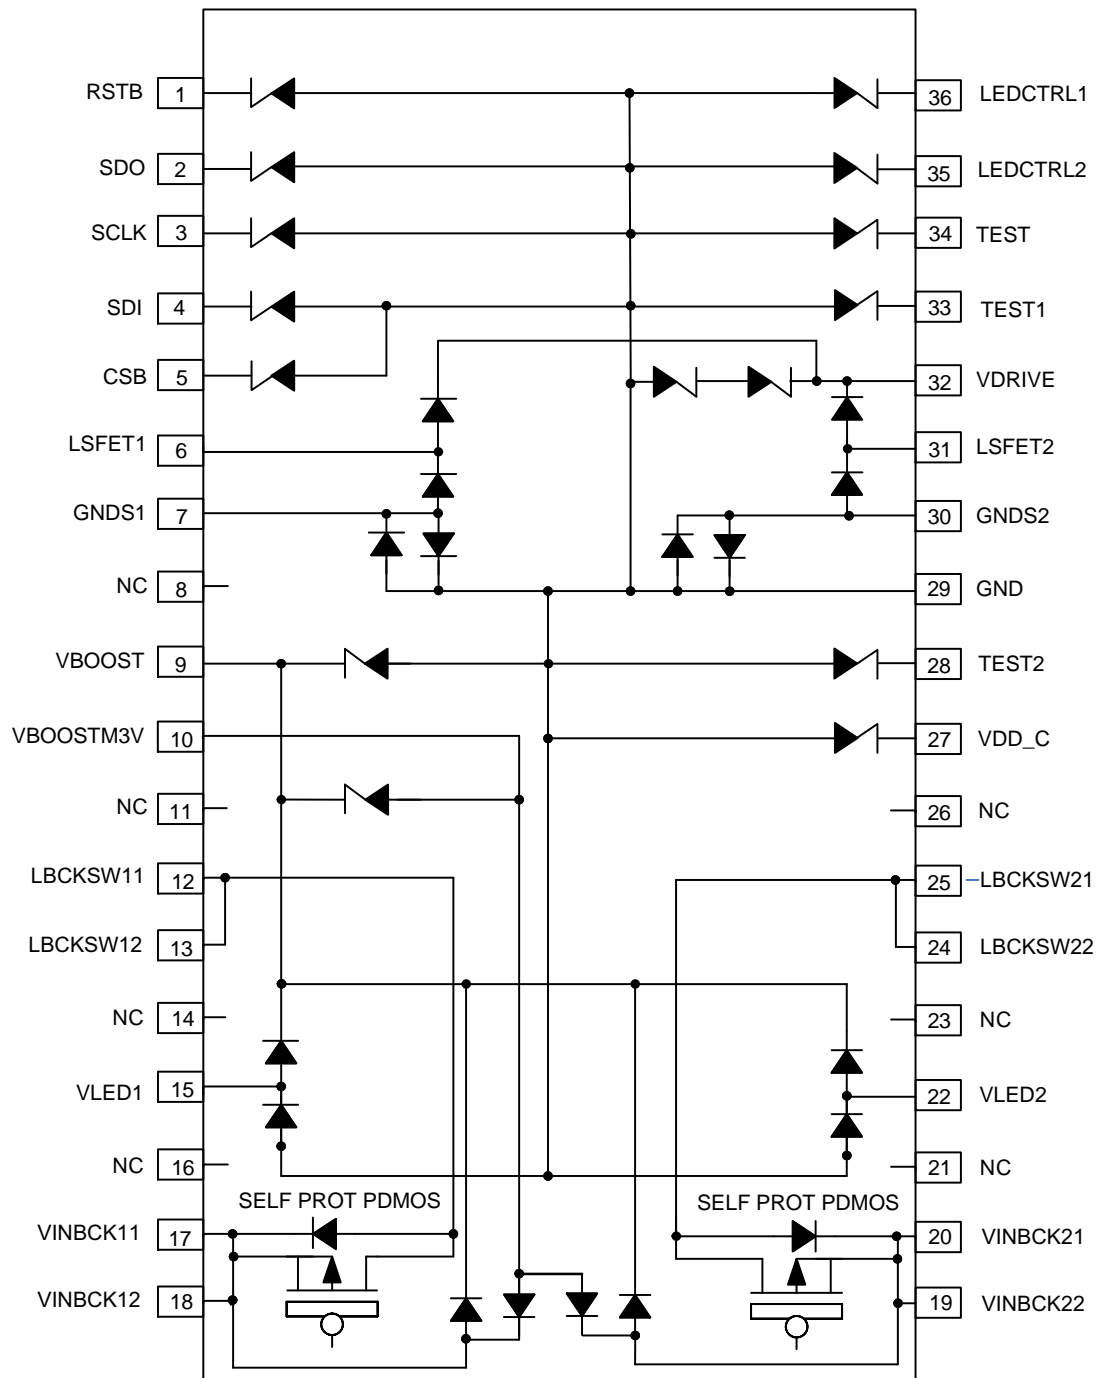 RSTB 1 36 LEDCTRL1
SDO 2 35 LEDCTRL2
SCLK 3 34 TEST
SDI 4 33 TEST1
CSB 5 32 VDRIVE
LSFET1 6 31 LSFET2
GNDS1 7 30 GNDS2
NC 8 29 GND
VBOOST 9 28 TEST2
VBOOSTM3V 10 27 VDD_C
NC 11 26 NC
LBCKSW11 12 25 LBCKSW21
LBCKSW12 13 24 LBCKSW22
NC 14 23 NC
VLED1 15 22 VLED2
NC 16 21 NC
SELF PROT PDMOS SELF PROT PDMOS
VINBCK11 17 20 VINBCK21
VINBCK12 18 19 VINBCK22